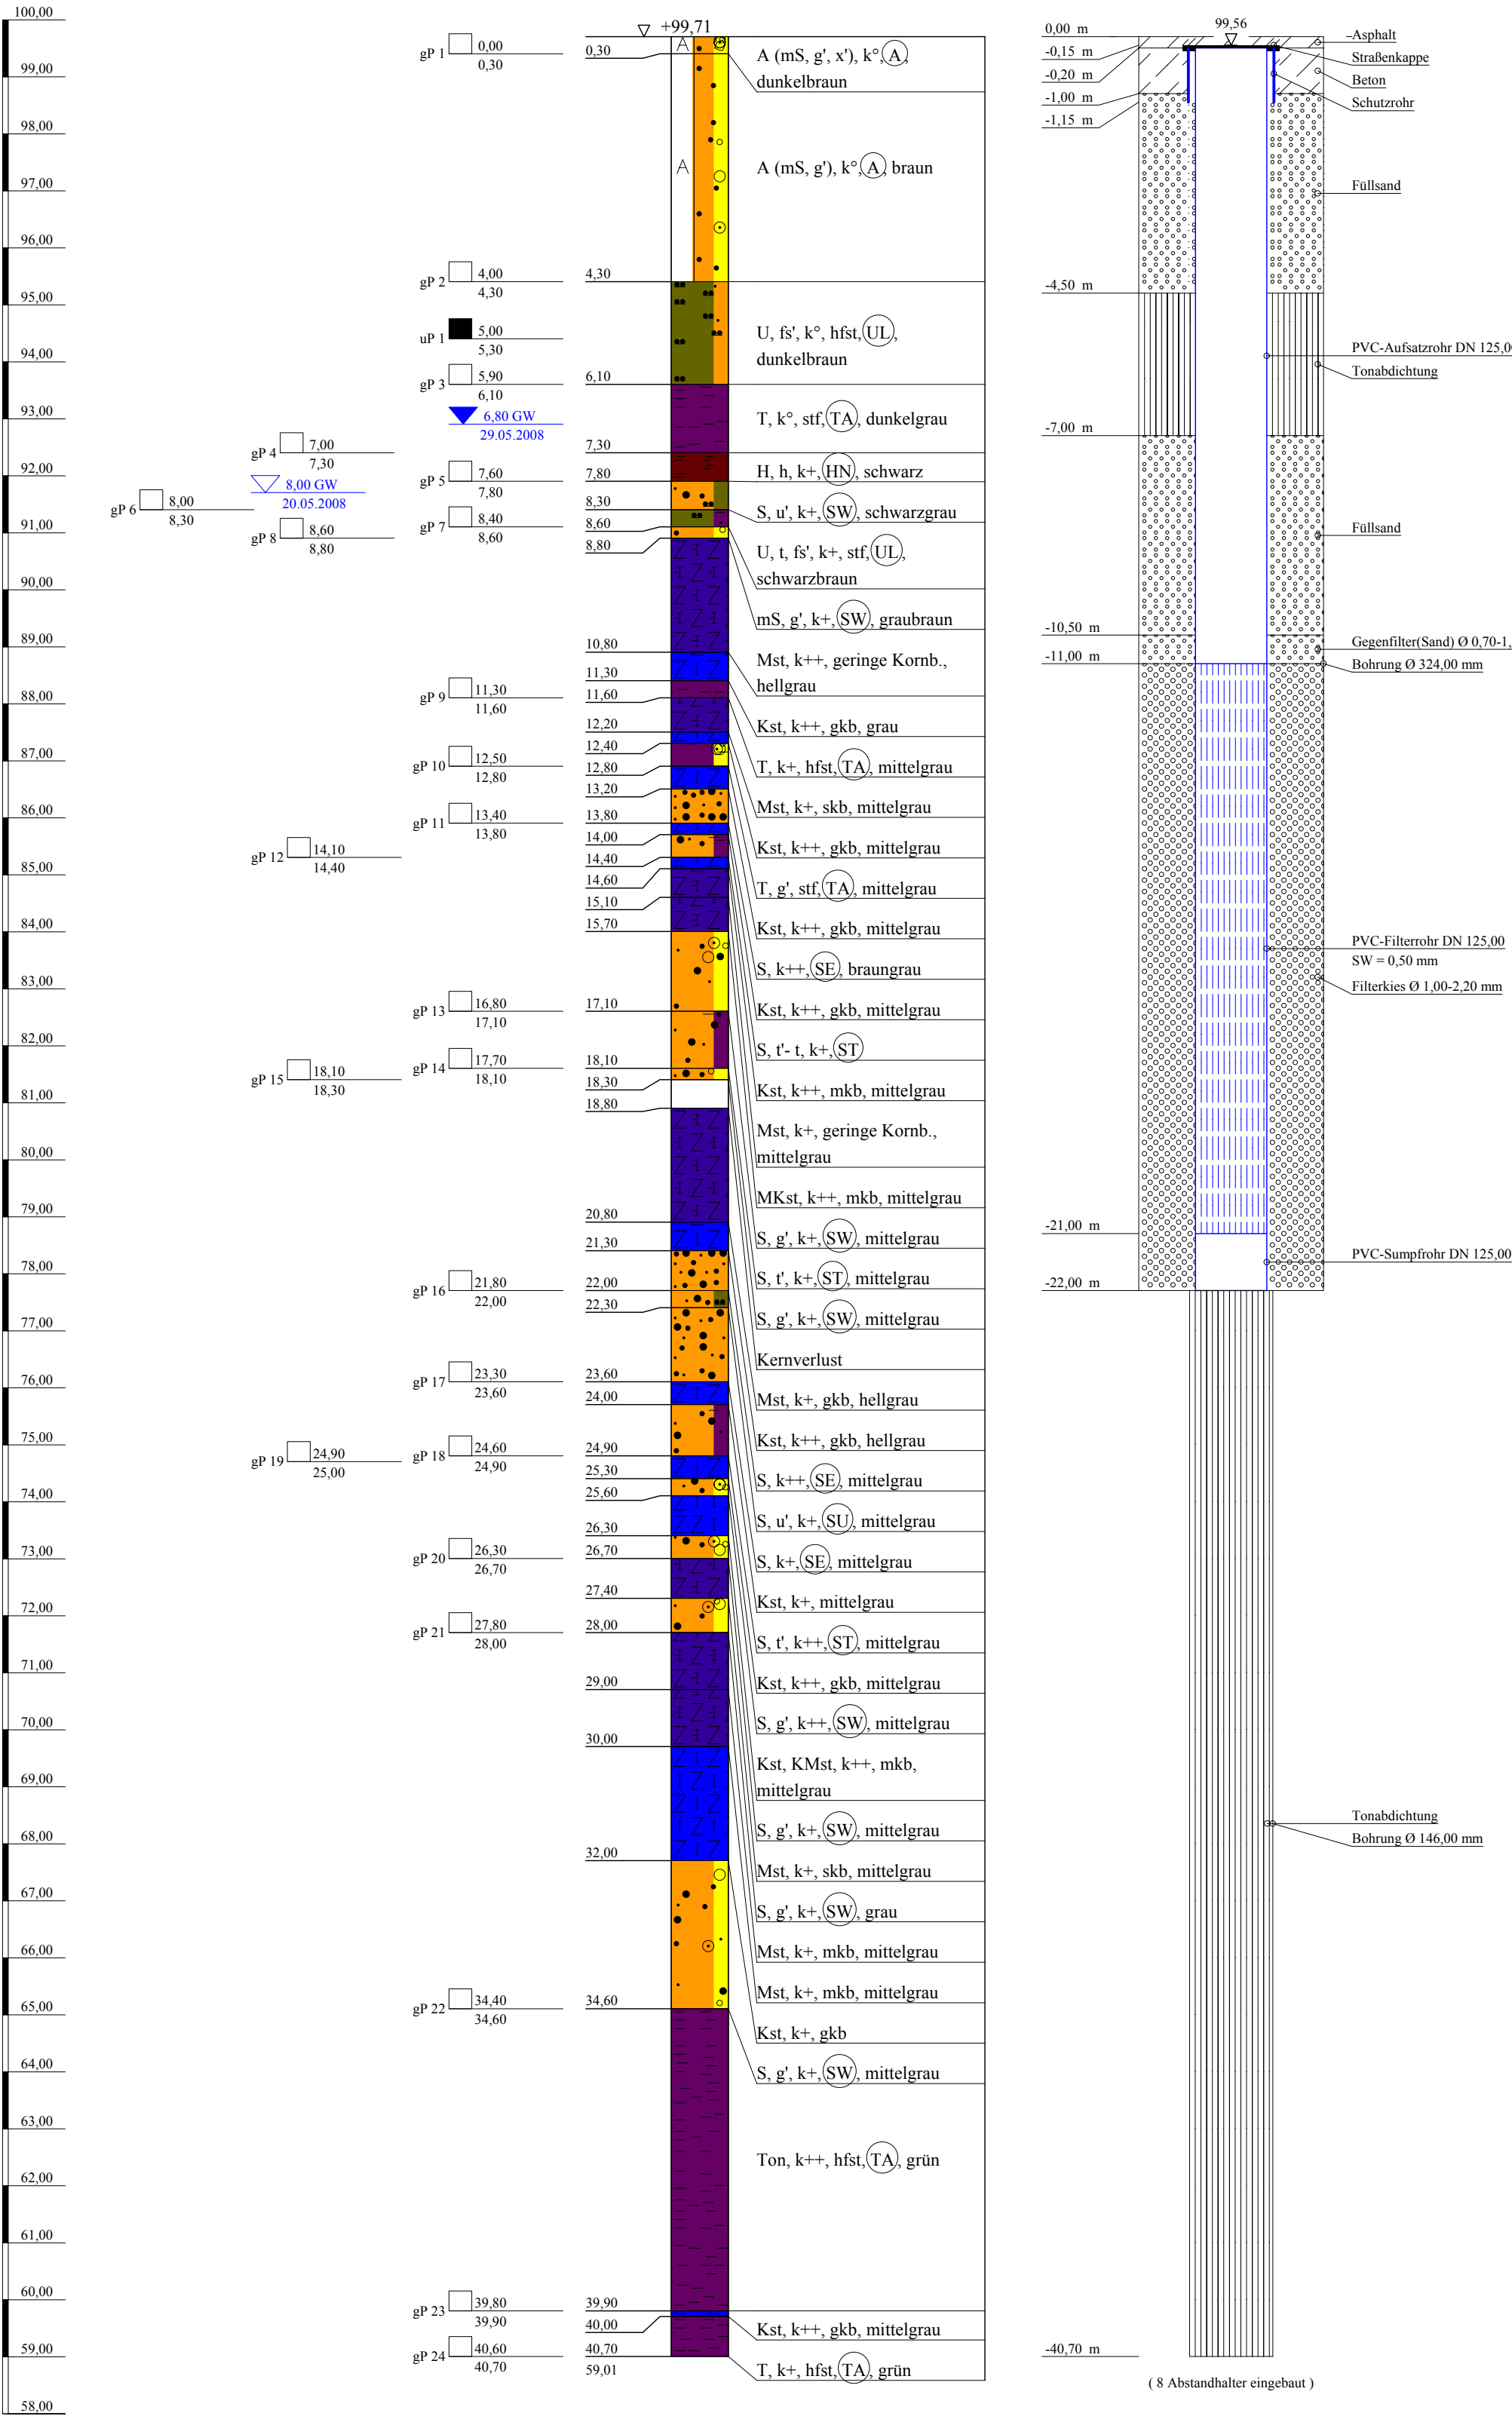 100,00
99,00
98,00
97,00
96,00
95,00
94,00
93,00
92,00
91,00
90,00
89,00
88,00
87,00
86,00
85,00
84,00
83,00
82,00
81,00
80,00
79,00
78,00
77,00
76,00
75,00
74,00
73,00
72,00
71,00
70,00
69,00
68,00
67,00
66,00
65,00
64,00
63,00
62,00
61,00
60,00
59,00
58,00
gP 1 0,00
0,30
gP 2 4,00
4,30
uP 1 5,00
5,30
gP 3 5,90
6,10
6,80 GW
29.05.2008
gP 4 7,00
7,30
gP 5 7,60
7,80
8,00 GW
20.05.2008
gP 6 8,00
8,30
gP 7 8,40
8,60
gP 8 8,60
8,80
gP 9 11,30
11,60
gP 10 12,50
12,80
gP 11 13,40
13,80
gP 12 14,10
14,40
gP 13 16,80
17,10
gP 14 17,70
18,10
gP 15 18,10
18,30
gP 16 21,80
22,00
gP 17 23,30
23,60
gP 18 24,60
24,90
gP 19 24,90
25,00
gP 20 26,30
26,70
gP 21 27,80
28,00
gP 22 34,40
34,60
gP 23 39,80
39,90
gP 24 40,60
40,70
+99,71
0,30
4,30
6,10
7,30
7,80
8,30
8,60
8,80
10,80
11,30
11,60
12,20
12,40
12,80
13,20
13,80
14,00
14,40
14,60
15,10
15,70
17,10
18,10
18,30
18,80
20,80
21,30
22,00
22,30
23,60
24,00
24,90
25,30
25,60
26,30
26,70
27,40
28,00
29,00
30,00
32,00
34,60
39,90
40,00
40,70
59,01
A
A
A (mS, g', x'), k°, A,
dunkelbraun
A (mS, g'), k°, A, braun
U, fs', k°, hfst, UL,
dunkelbraun
T, k°, stf, TA, dunkelgrau
H, h, k+, HN, schwarz
S, u', k+, SW, schwarzgrau
U, t, fs', k+, stf, UL,
schwarzbraun
mS, g', k+, SW, graubraun
Mst, k++, geringe Kornb.,
hellgrau
Kst, k++, gkb, grau
T, k+, hfst, TA, mittelgrau
Mst, k+, skb, mittelgrau
Kst, k++, gkb, mittelgrau
T, g', stf, TA, mittelgrau
Kst, k++, gkb, mittelgrau
S, k++, SE, braungrau
Kst, k++, gkb, mittelgrau
S, t'- t, k+, ST
Kst, k++, mkb, mittelgrau
Mst, k+, geringe Kornb.,
mittelgrau
MKst, k++, mkb, mittelgrau
S, g', k+, SW, mittelgrau
S, t', k+, ST, mittelgrau
S, g', k+, SW, mittelgrau
Kernverlust
Mst, k+, gkb, hellgrau
Kst, k++, gkb, hellgrau
S, k++, SE, mittelgrau
S, u', k+, SU, mittelgrau
S, k+, SE, mittelgrau
Kst, k+, mittelgrau
S, t', k++, ST, mittelgrau
Kst, k++, gkb, mittelgrau
S, g', k++, SW, mittelgrau
Kst, KMst, k++, mkb,
mittelgrau
S, g', k+, SW, mittelgrau
Mst, k+, skb, mittelgrau
S, g', k+, SW, grau
Mst, k+, mkb, mittelgrau
Mst, k+, mkb, mittelgrau
Kst, k+, gkb
S, g', k+, SW, mittelgrau
Ton, k++, hfst, TA, grün
Kst, k++, gkb, mittelgrau
T, k+, hfst, TA, grün
99,56
0,00 m
-0,15 m
-0,20 m
-1,00 m
-1,15 m
-4,50 m
-7,00 m
-10,50 m
-11,00 m
-21,00 m
-22,00 m
-40,70 m
Asphalt
Straßenkappe
Beton
Schutzrohr
Füllsand
PVC-Aufsatzrohr DN 125,0
Tonabdichtung
Füllsand
Gegenfilter(Sand) Ø 0,70-1,
Bohrung Ø 324,00 mm
PVC-Filterrohr DN 125,00
SW = 0,50 mm
Filterkies Ø 1,00-2,20 mm
PVC-Sumpfrohr DN 125,00
Tonabdichtung
Bohrung Ø 146,00 mm
( 8 Abstandhalter eingebaut )